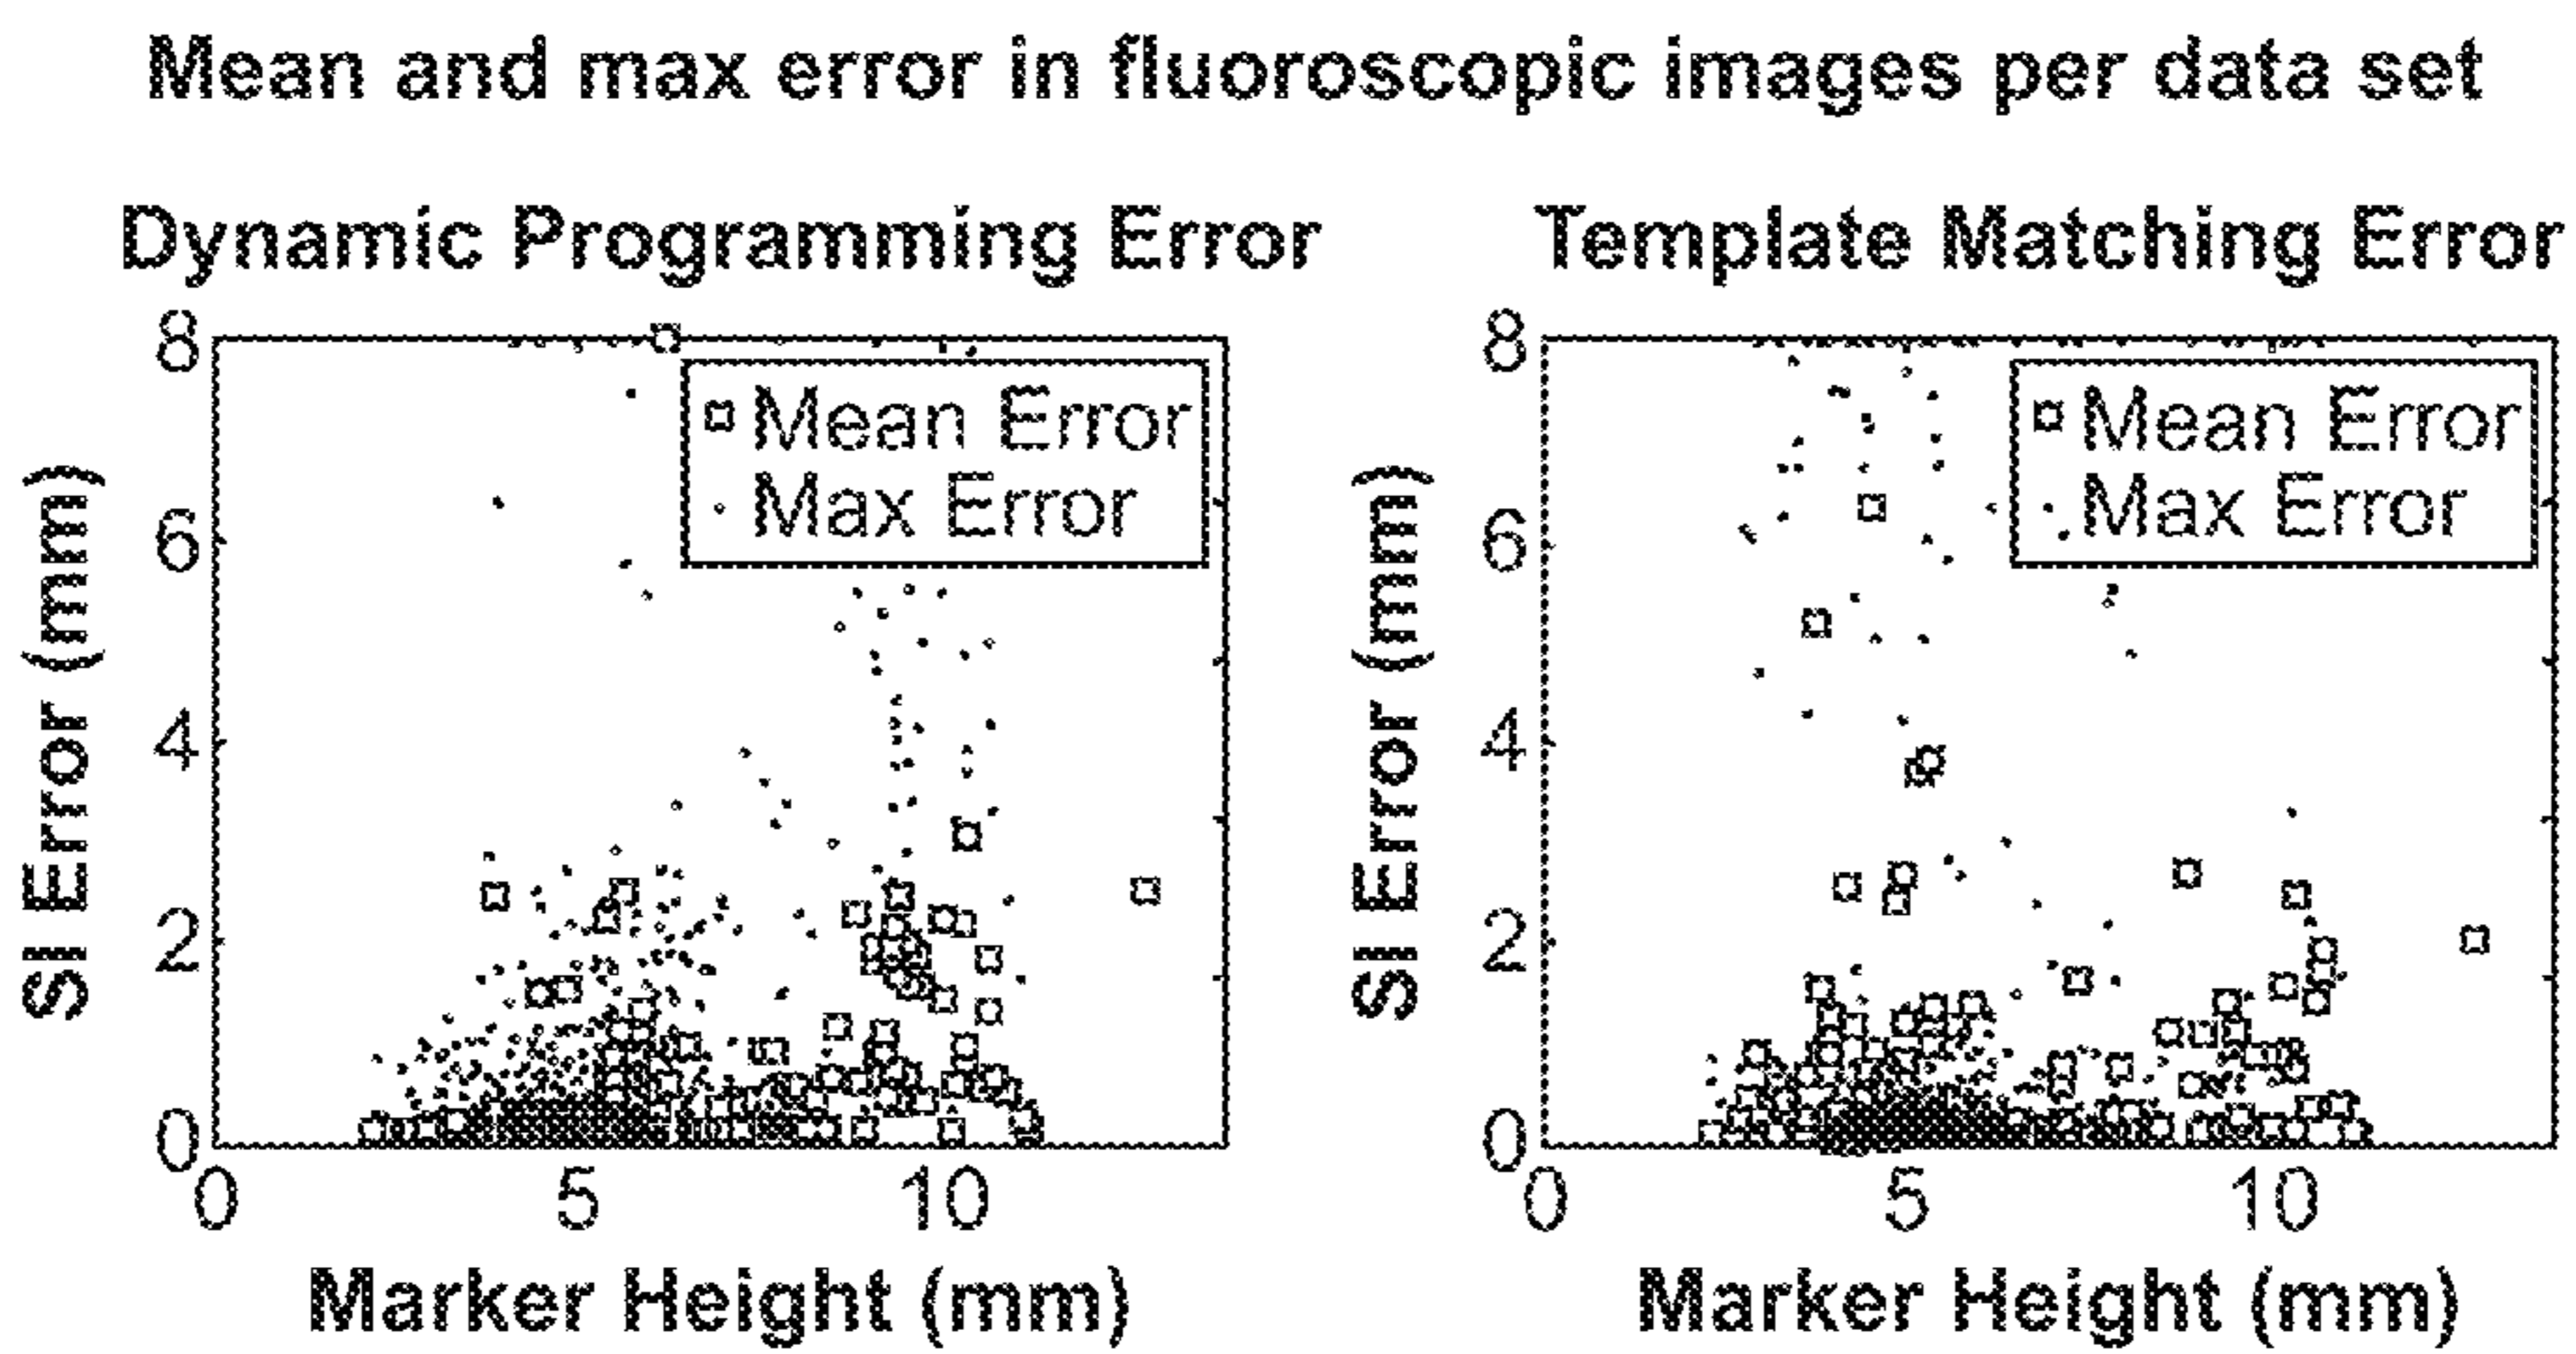 Mean and max error in fluoroscopic images per data set
Dynamic Programming Error
8
6
4
2
0
SI Error (mm)
Mean Error
Max Error
0 5 10
Marker Height (mm)
Template Matching Error
8
6
4
2
0
SI Error (mm)
Mean Error
Max Error
0 5 10
Marker Height (mm)